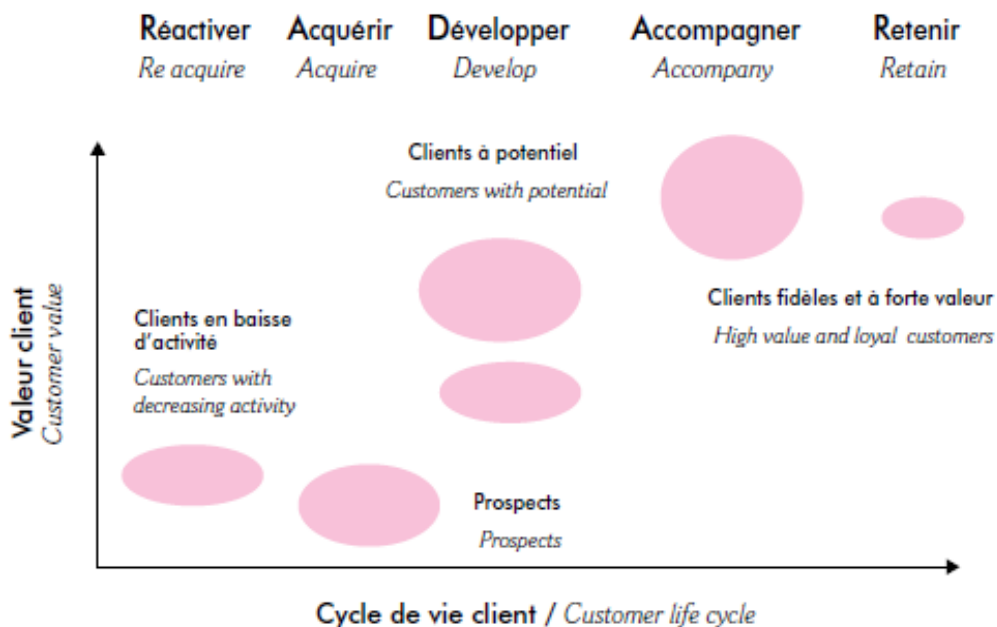 Réactiver Acquérir Développer Accompagner Retenir
Re acquire Acquire Develop Accompany Retain
Clients à potentiel
Customers with potential
Valeur client
Customer value
Clients en baisse
d'activité
Customers with
decreasing activity
Clients fidèles et à forte valeur
High value and loyal customers
Prospects
Prospects
Cycle de vie client / Customer life cycle